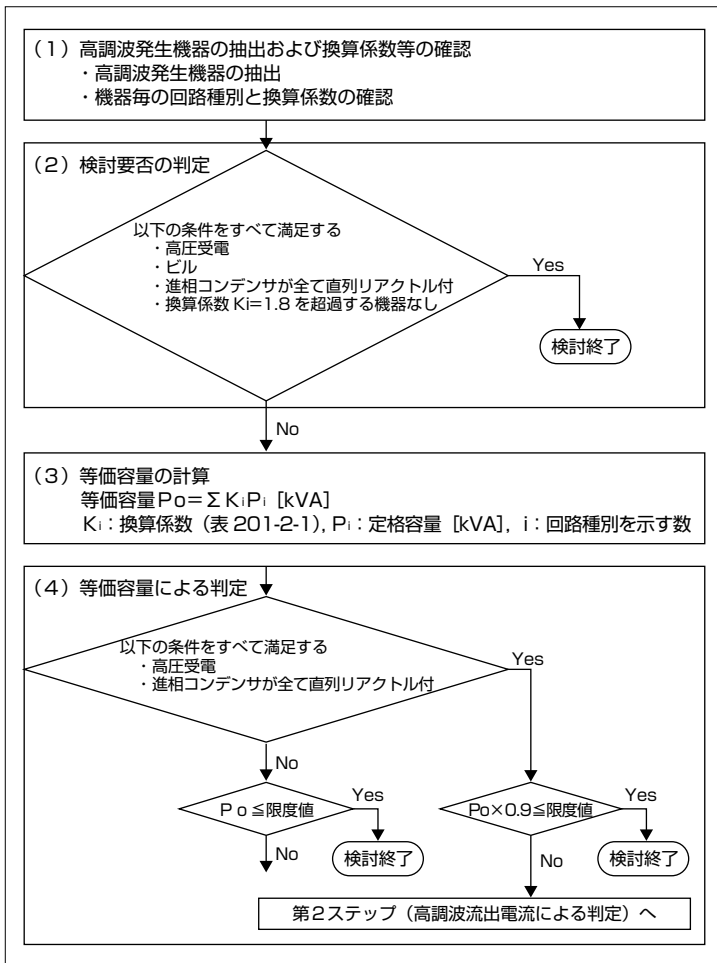 （1）高調波発生機器の抽出および換算係数等の確認
・高調波発生機器の抽出
・機器毎の回路種別と換算係数の確認
（2）検討要否の判定
以下の条件をすべて満足する
・高圧受電
・ビル
・進相コンデンサが全て直列リアクトル付
・換算係数 Ki=1.8 を超過する機器なし
Yes
検討終了
No
（3）等価容量の計算
等価容量Po＝ΣKiPi［kVA］
Ki：換算係数（表 201-2-1），Pi：定格容量［kVA］，i：回路種別を示す数
（4）等価容量による判定
以下の条件をすべて満足する
・高圧受電
・進相コンデンサが全て直列リアクトル付
Yes
No
Po≦限度値
Yes
Po×0.9≦限度値
Yes
No
検討終了
No
検討終了
第2ステップ（高調波流出電流による判定）へ